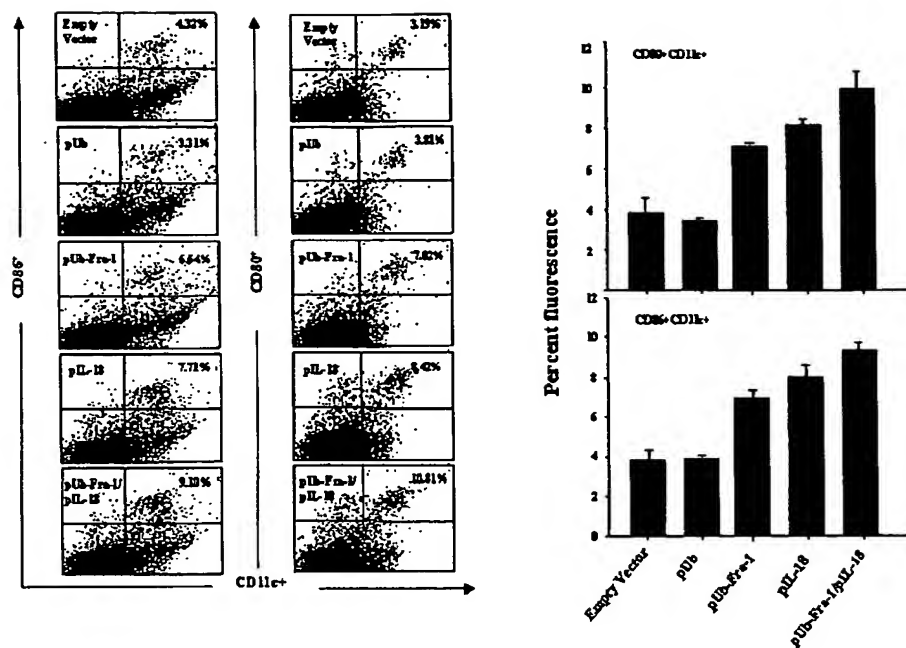 Empty
Vector
4.32%
pUb
3.31%
pUb-Fra-1
6.64%
pIL-18
7.71%
pUb-Fra-1/
pIL-18
9.10%
CD86+
Empty
Vector
3.19%
pUb
3.82%
pUb-Fra-1
7.02%
pIL-18
8.42%
pUb-Fra-1/
pIL-18
10.81%
CD80+
CD11c+
Percent fluorescence
CD80+ CD11c+
12
10
8
6
4
2
CD86+CD11c+
12
10
8
6
4
2
0
Empty Vector
pUb
pUb-Fra-1
pIL-18
pUb-Fra-1/pIL-18